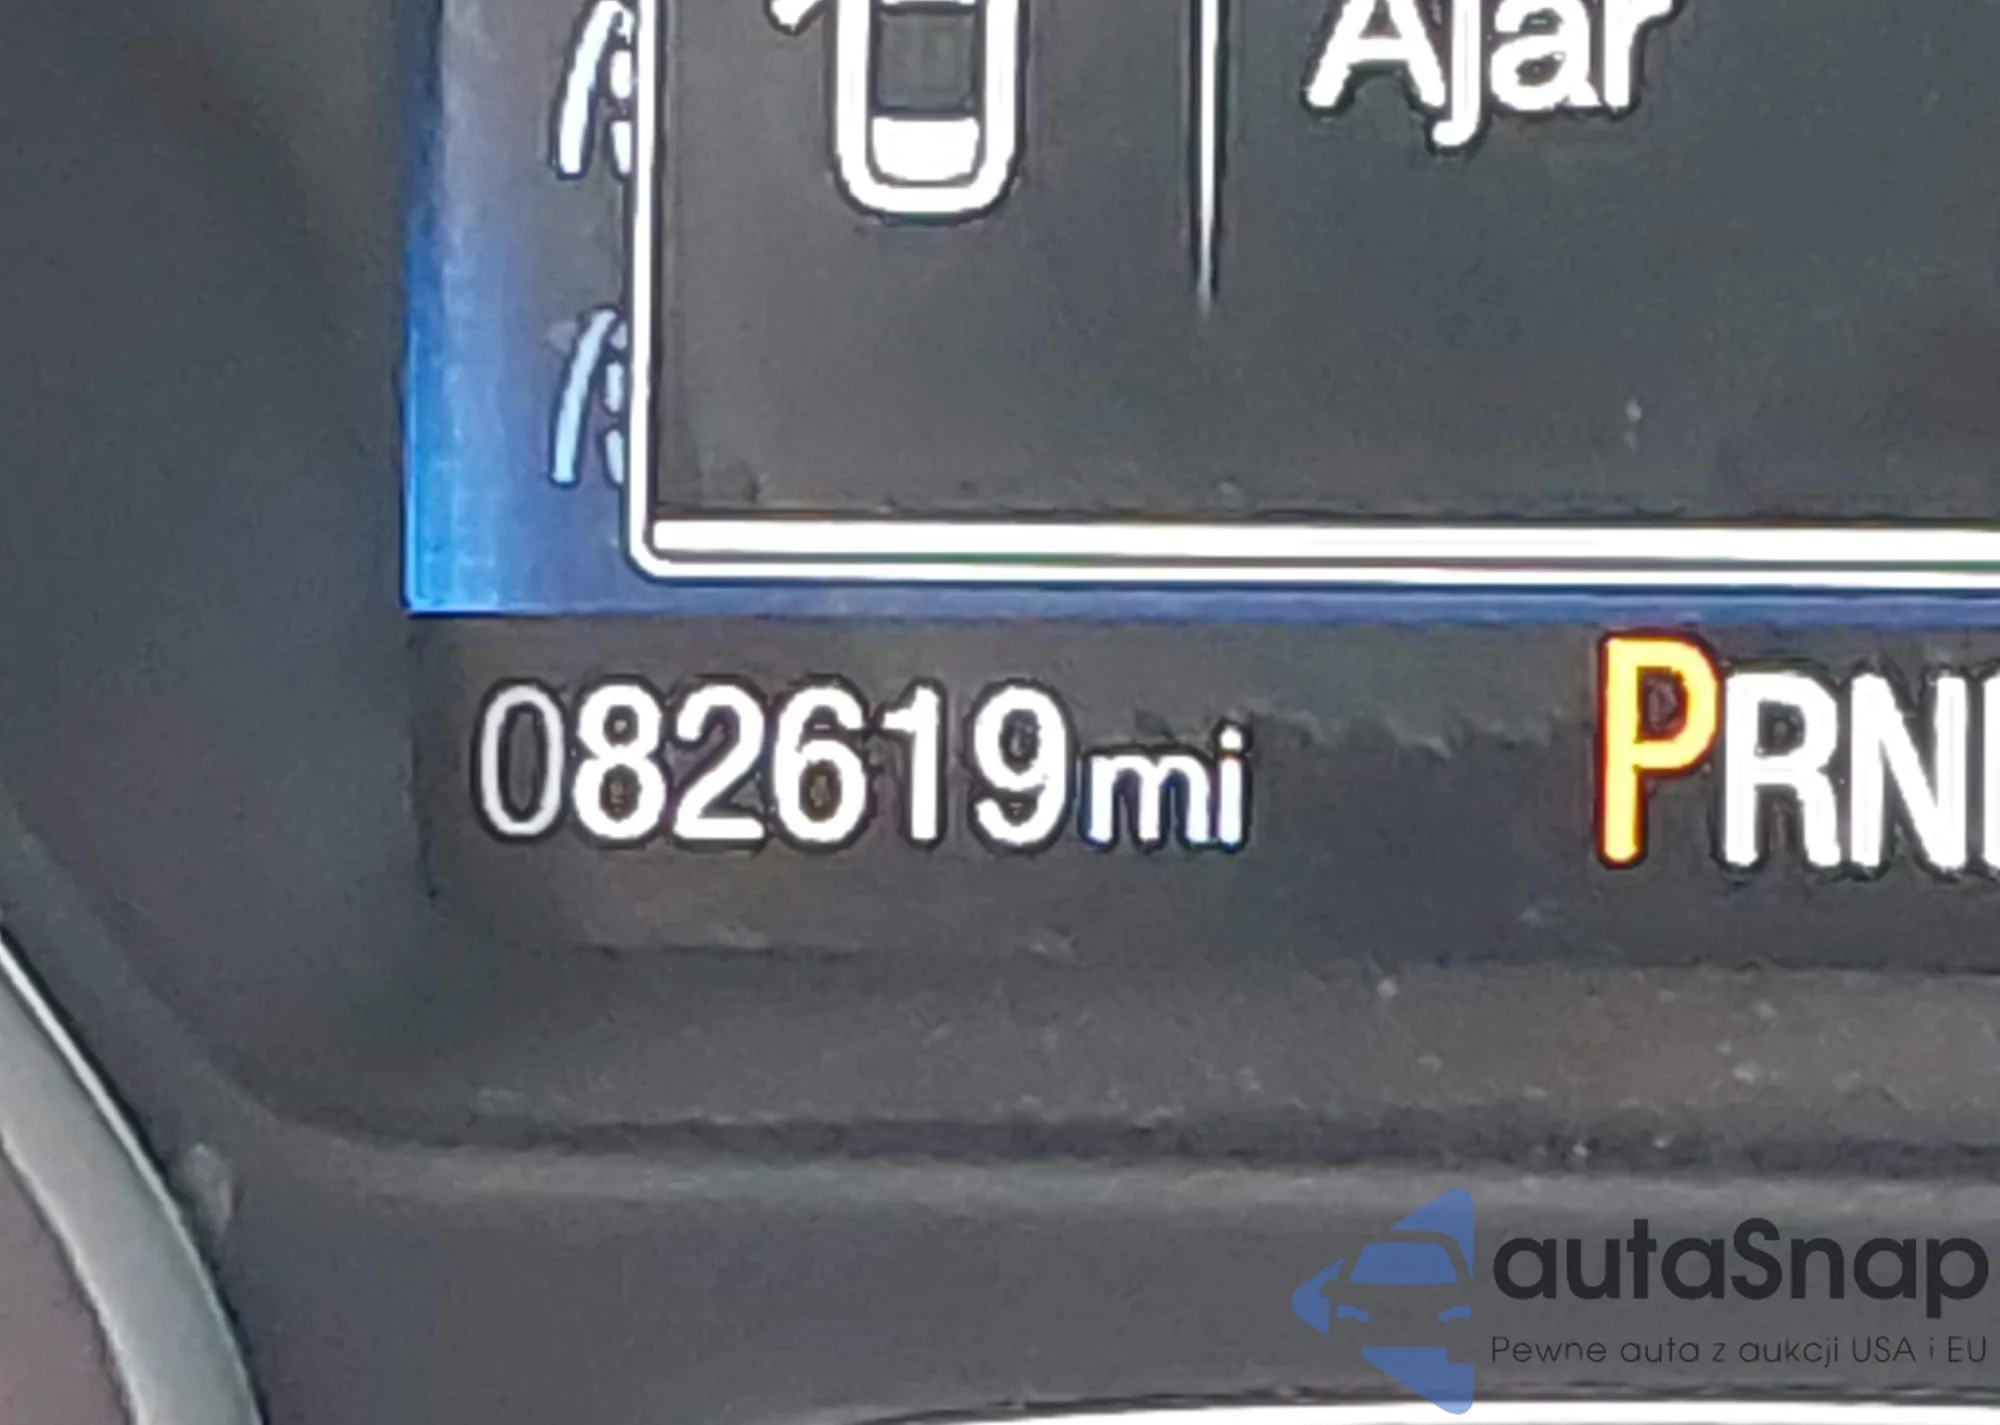 Ajar
082619mi
PRN
autaSnap
Pewne auta z aukcji USA i EU